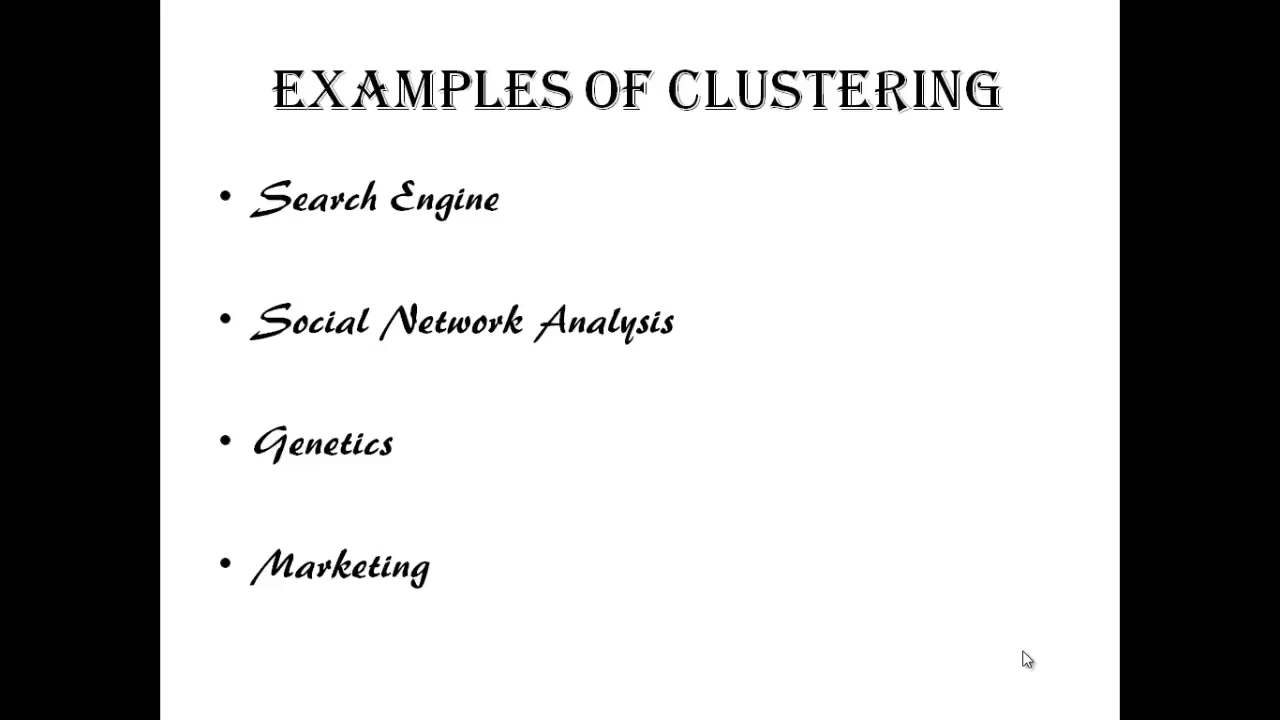 EXAMPLES OF CLUSTERING
• Search Engine
• Social Network Analysis
• Genetics
• Marketing